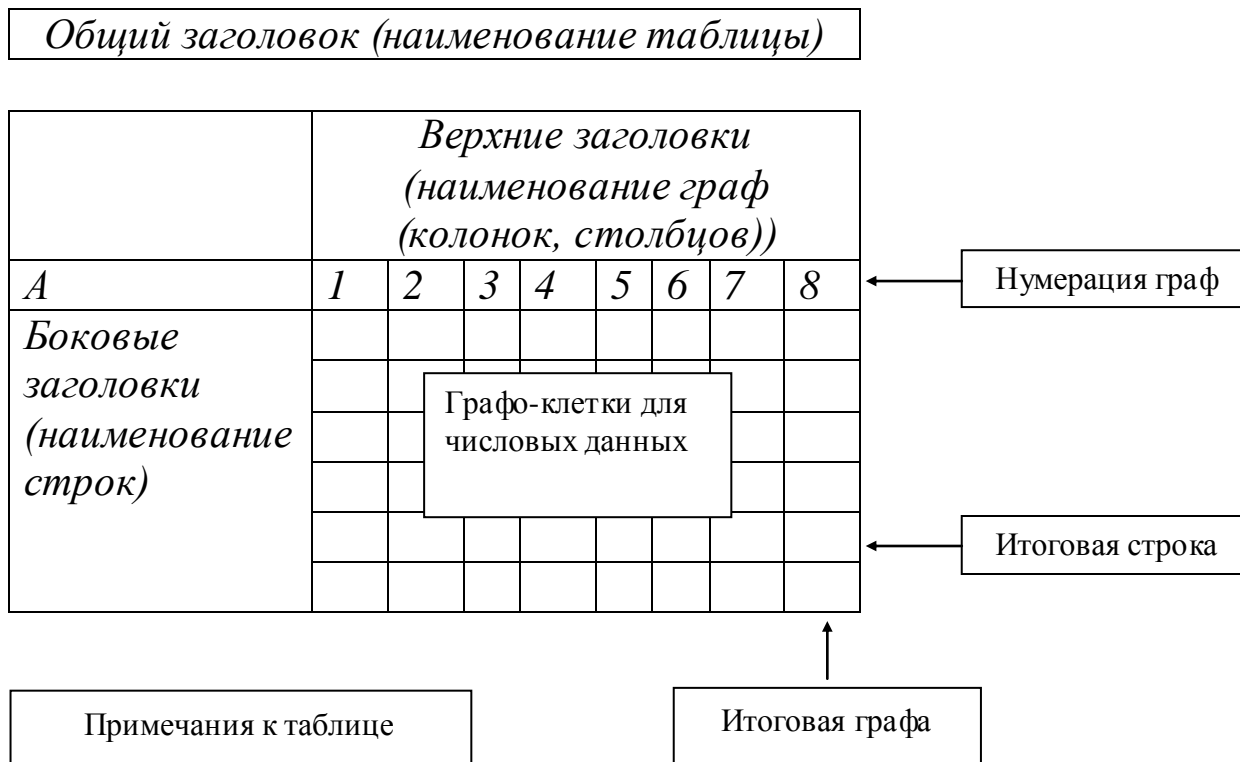 Общий заголовок (наименование таблицы)
Верхние заголовки
(наименование граф
(колонок, столбцов))
А 1 2 3 4 5 6 7 8
Нумерация граф
Боковые
заголовки
(наименование
строк)
Графо-клетки для
числовых данных
Итоговая строка
Примечания к таблице
Итоговая графа